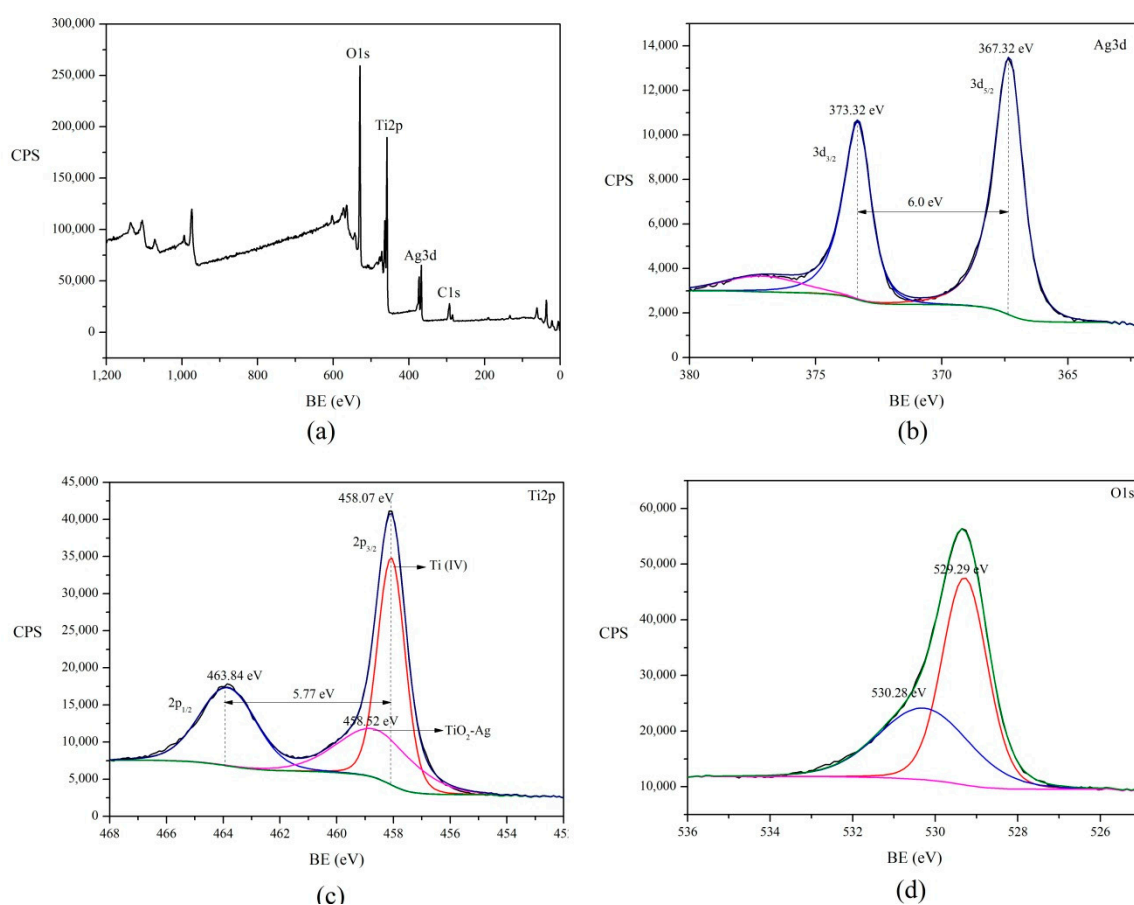 300,000
250,000
200,000
150,000
100,000
50,000
0
CPS
O1s
Ti2p
Ag3d
C1s
1,200
1,000
800
600
400
200
0
BE (eV)
(a)
14,000
12,000
10,000
8,000
6,000
4,000
2,000
0
CPS
Ag3d
367.32 eV
3d5/2
373.32 eV
3d3/2
6.0 eV
380
375
370
365
BE (eV)
(b)
45,000
40,000
35,000
30,000
25,000
20,000
15,000
10,000
5,000
0
CPS
Ti2p
458.07 eV
2p3/2
Ti (IV)
463.84 eV
2p1/2
5.77 eV
458.52 eV
TiO2-Ag
468
466
464
462
460
458
456
454
45
BE (eV)
(c)
60,000
50,000
40,000
30,000
20,000
10,000
CPS
O1s
529.29 eV
530.28 eV
536
534
532
530
528
526
BE (eV)
(d)